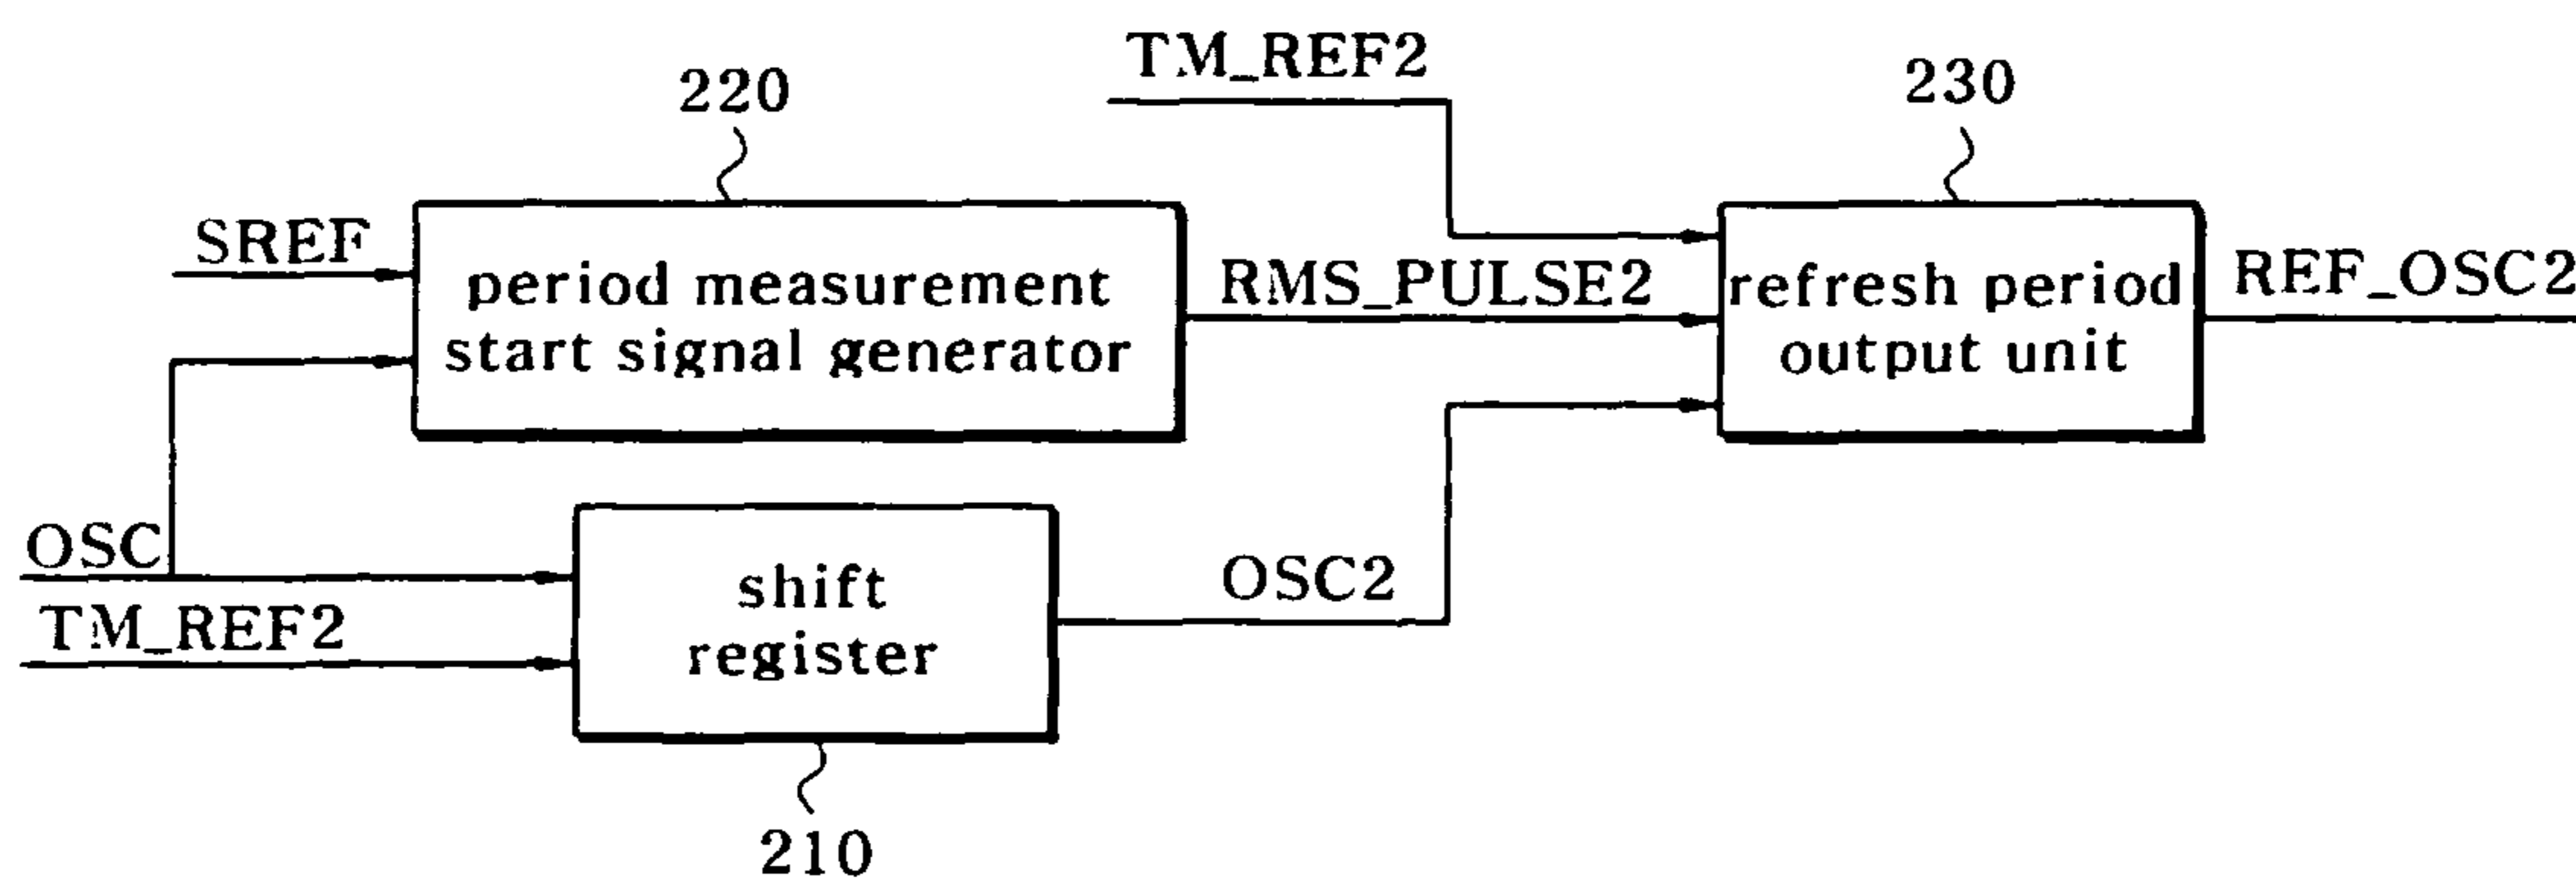 TM_REF2
220
230
SREF
period measurement
start signal generator
RMS_PULSE2
refresh period
output unit
REF_OSC2
OSC
TM_REF2
shift
register
OSC2
210